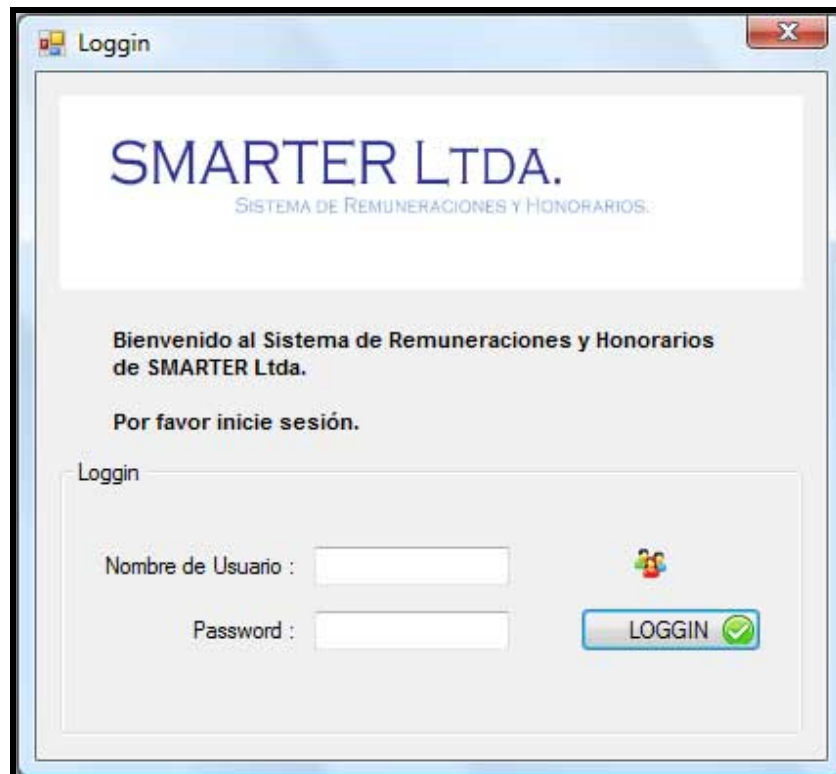 Loggin
SMARTER LTDA.
SISTEMA DE REMUNERACIONES Y HONORARIOS.
Bienvenido al Sistema de Remuneraciones y Honorarios
de SMARTER Ltda.
Por favor inicie sesión.
Loggin
Nombre de Usuario :
Password :
LOGGIN